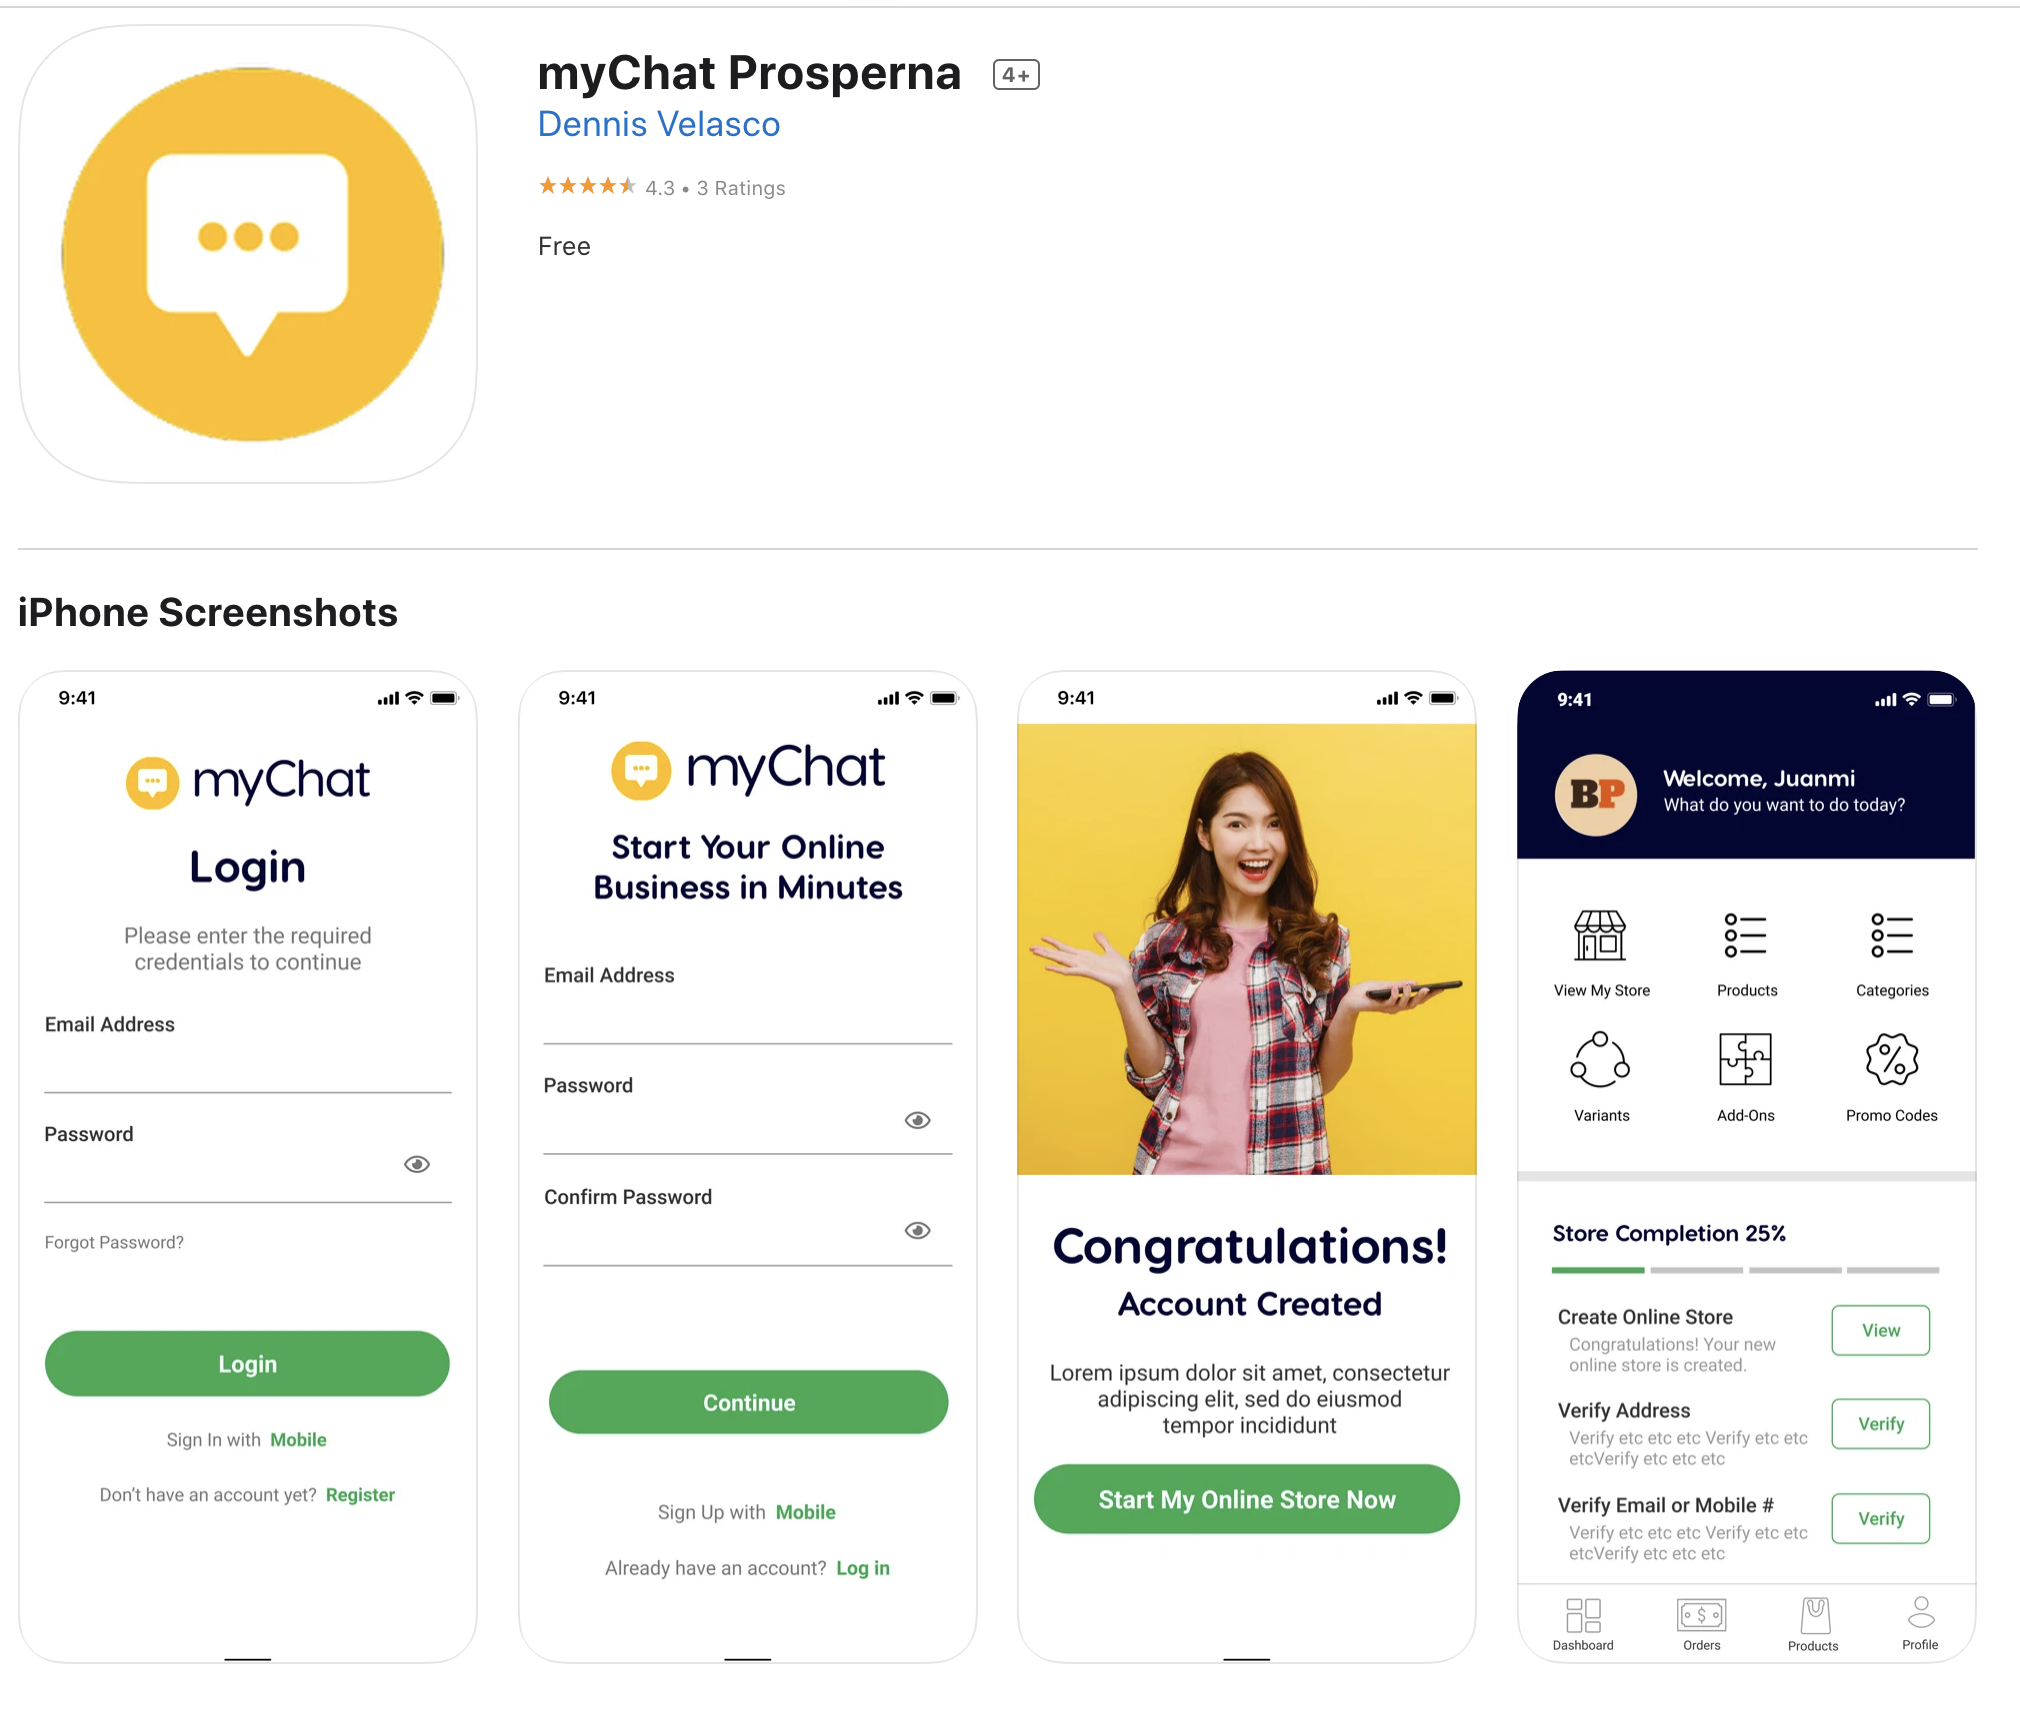 myChat Prosperna 4+
Dennis Velasco
4.3 • 3 Ratings
Free
iPhone Screenshots
9:41
myChat
Login
Please enter the required
credentials to continue
Email Address
Password
Forgot Password?
Login
Sign In with Mobile
Don't have an account yet? Register
9:41
myChat
Start Your Online
Business in Minutes
Email Address
Password
Confirm Password
Continue
Sign Up with Mobile
Already have an account? Log in
9:41
Congratulations!
Account Created
Lorem ipsum dolor sit amet, consectetur
adipiscing elit, sed do eiusmod
tempor incididunt
Start My Online Store Now
9:41
BP
Welcome, Juanmi
What do you want to do today?
View My Store
Products
Categories
Variants
Add-Ons
Promo Codes
Store Completion 25%
Create Online Store
Congratulations! Your new
online store is created.
View
Verify Address
Verify etc etc etc Verify etc etc
etcVerify etc etc etc
Verify
Verify Email or Mobile #
Verify etc etc etc Verify etc etc
etcVerify etc etc etc
Verify
Dashboard
Orders
Products
Profile